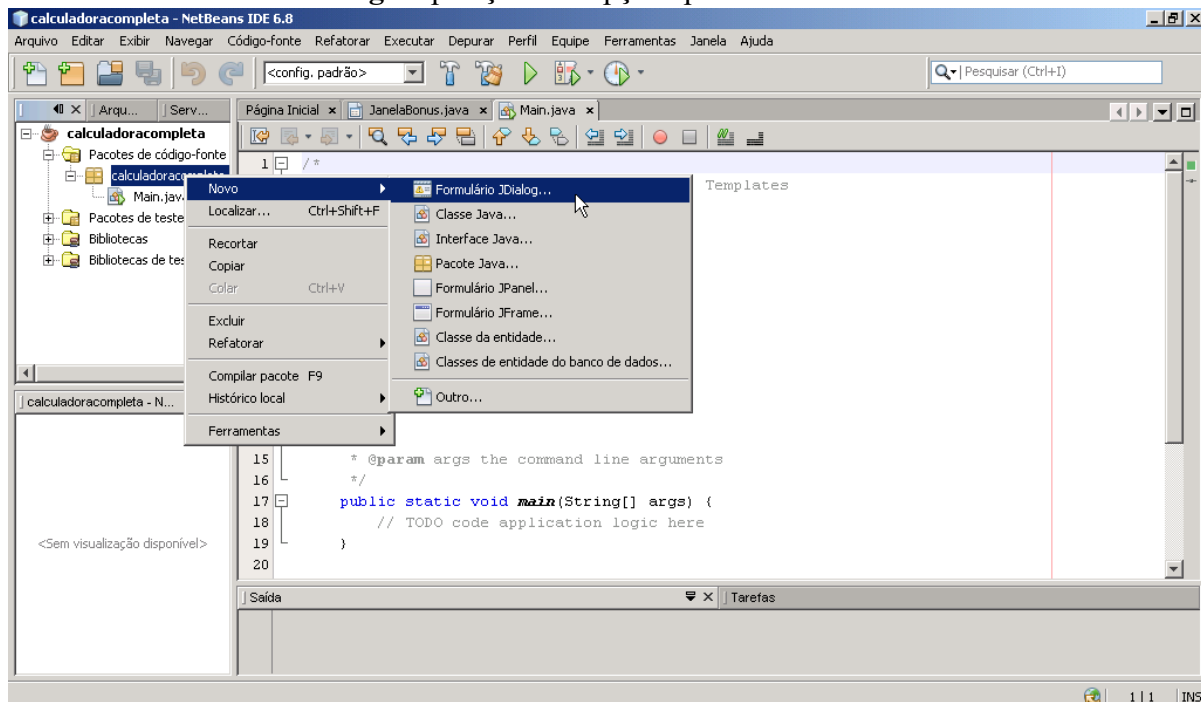 calculadoracompleta - NetBeans IDE 6.8
Arquivo Editar Exibir Navegar Código-fonte Refatorar Executar Depurar Perfil Equipe Ferramentas Janela Ajuda
<config. padrão>
Pesquisar (Ctrl+I)
Arqu... Serv...
Página Inicial JanelaBonus.java Main.java
calculadoracompleta
Pacotes de código-fonte
calculadoracompleta
Main.jav
Pacotes de teste
Bibliotecas
Bibliotecas de tes
Novo
Localizar... Ctrl+Shift+F
Recortar
Copiar
Colar Ctrl+V
Excluir
Refatorar
Compilar pacote F9
Histórico local
Ferramentas
Formulário JDialog...
Classe Java...
Interface Java...
Pacote Java...
Formulário JPanel...
Formulário JFrame...
Classe da entidade...
Classes de entidade do banco de dados...
Outro...
1 /*
Templates
15 * @param args the command line arguments
16 */
17 public static void main(String[] args) {
18 // TODO code application logic here
19 }
20
calculadoracompleta - N...
<Sem visualização disponível>
Saída
Tarefas
1|1 INS